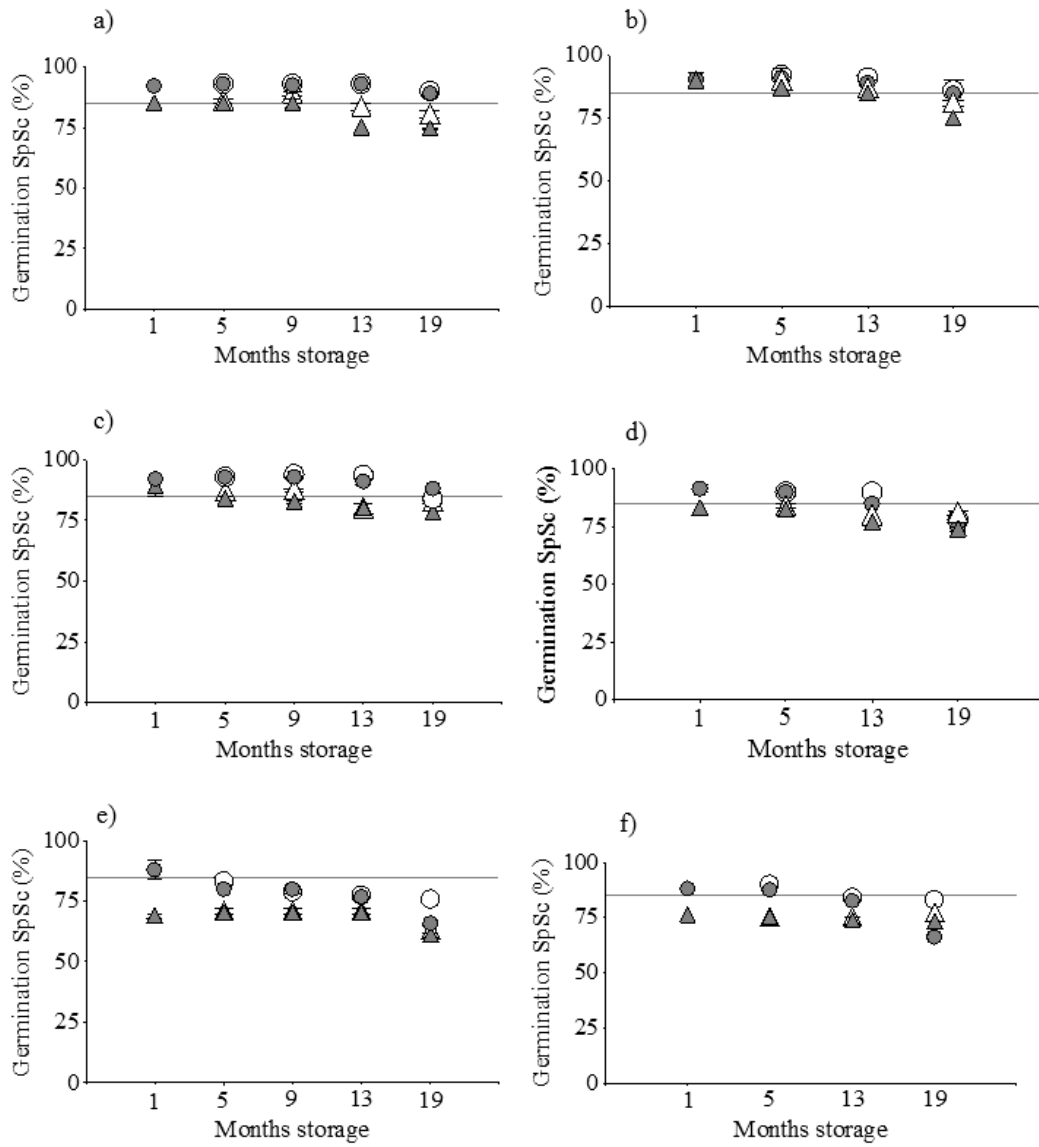 a)
Germination SpSc (%)
100
75
50
25
0
1 5 9 13 19
Months storage
b)
Germination SpSc (%)
100
75
50
25
0
1 5 13 19
Months storage
c)
Germination SpSc (%)
100
75
50
25
0
1 5 9 13 19
Months storage
d)
Germination SpSc (%)
100
75
50
25
0
1 5 13 19
Months storage
e)
Germination SpSc (%)
100
75
50
25
0
1 5 9 13 19
Months storage
f)
Germination SpSc (%)
100
75
50
25
0
1 5 13 19
Months storage